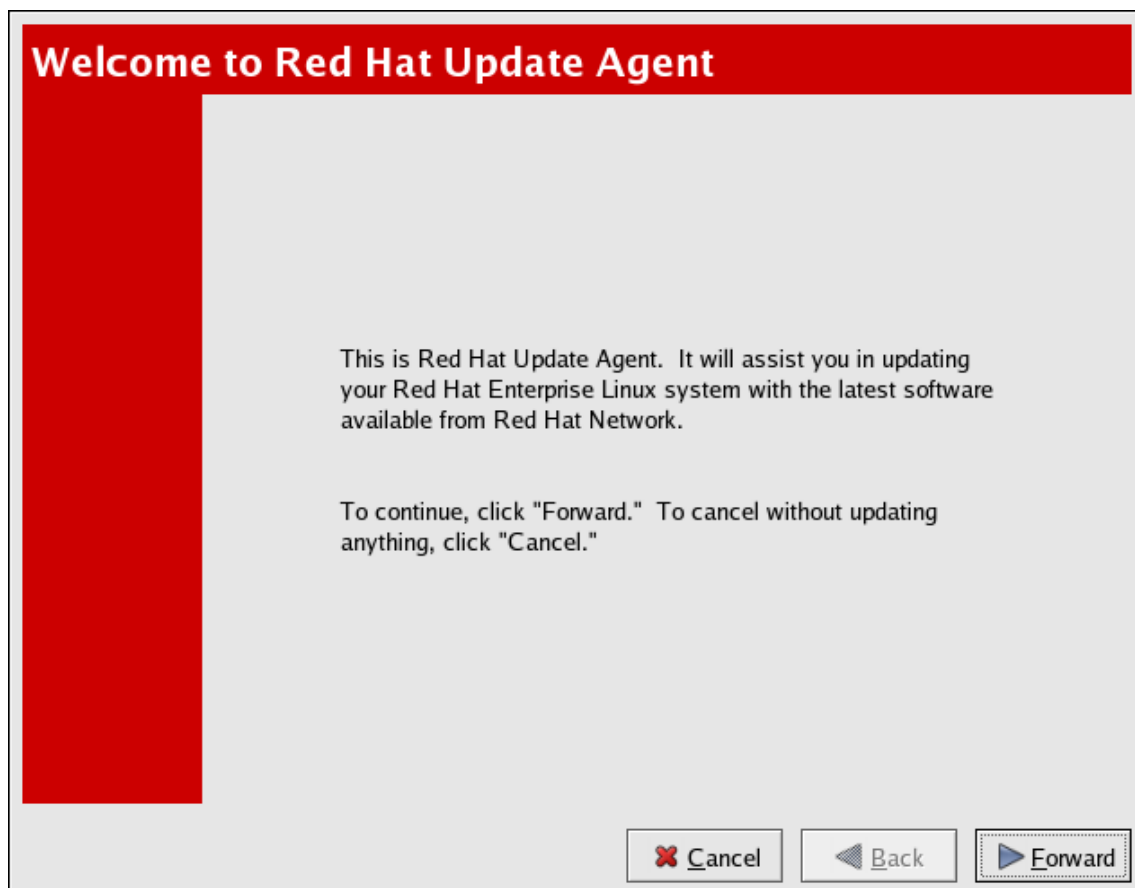 Welcome to Red Hat Update Agent
This is Red Hat Update Agent.  It will assist you in updating
your Red Hat Enterprise Linux system with the latest software
available from Red Hat Network.
To continue, click "Forward."  To cancel without updating
anything, click "Cancel."
Cancel
Back
Forward